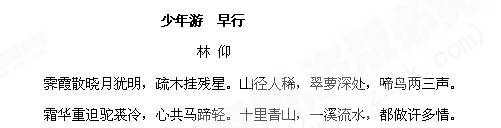 少年游　早行
林 仰
霁霞散晓月犹明，疏木挂残星。山径人稀，翠萝深处，啼鸟两三声。
霜华重迫驼裘冷，心共马蹄轻。十里青山，一溪流水，都做许多情。